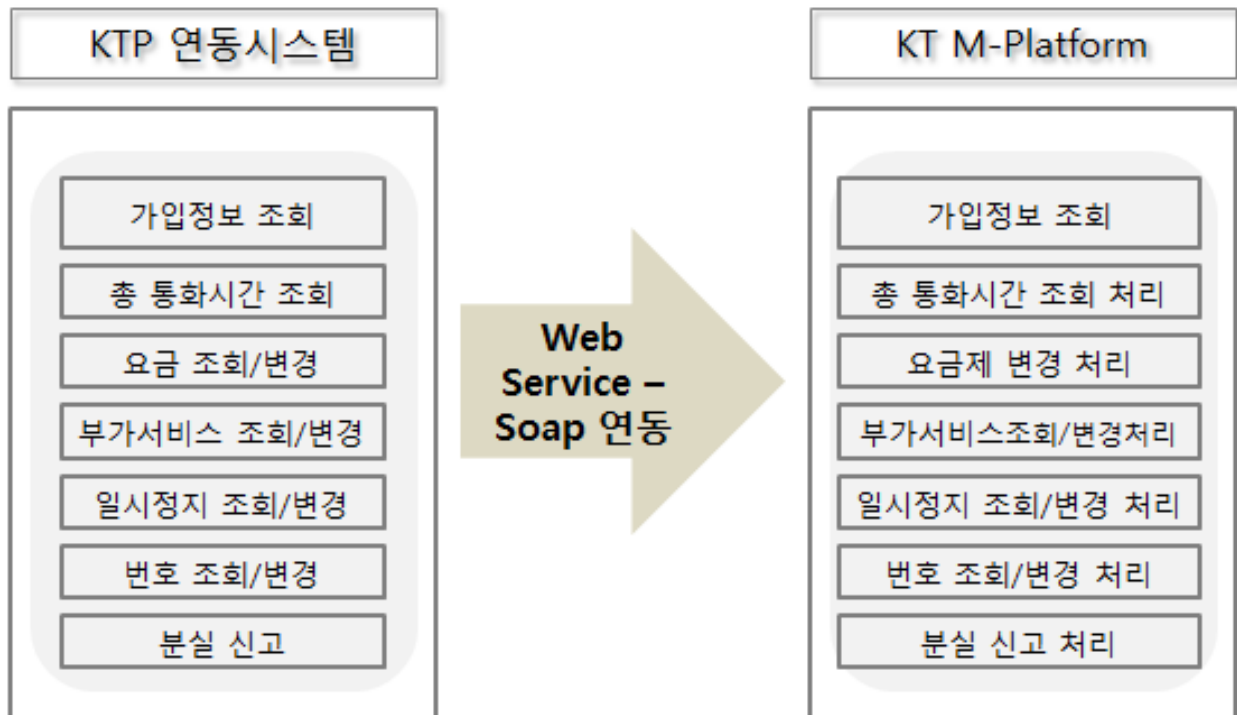 KTP 연동시스템
가입정보 조회
총 통화시간 조회
요금 조회/변경
부가서비스 조회/변경
일시정지 조회/변경
번호 조회/변경
분실 신고
Web
Service –
Soap 연동
KT M-Platform
가입정보 조회
총 통화시간 조회 처리
요금제 변경 처리
부가서비스조회/변경처리
일시정지 조회/변경 처리
번호 조회/변경 처리
분실 신고 처리